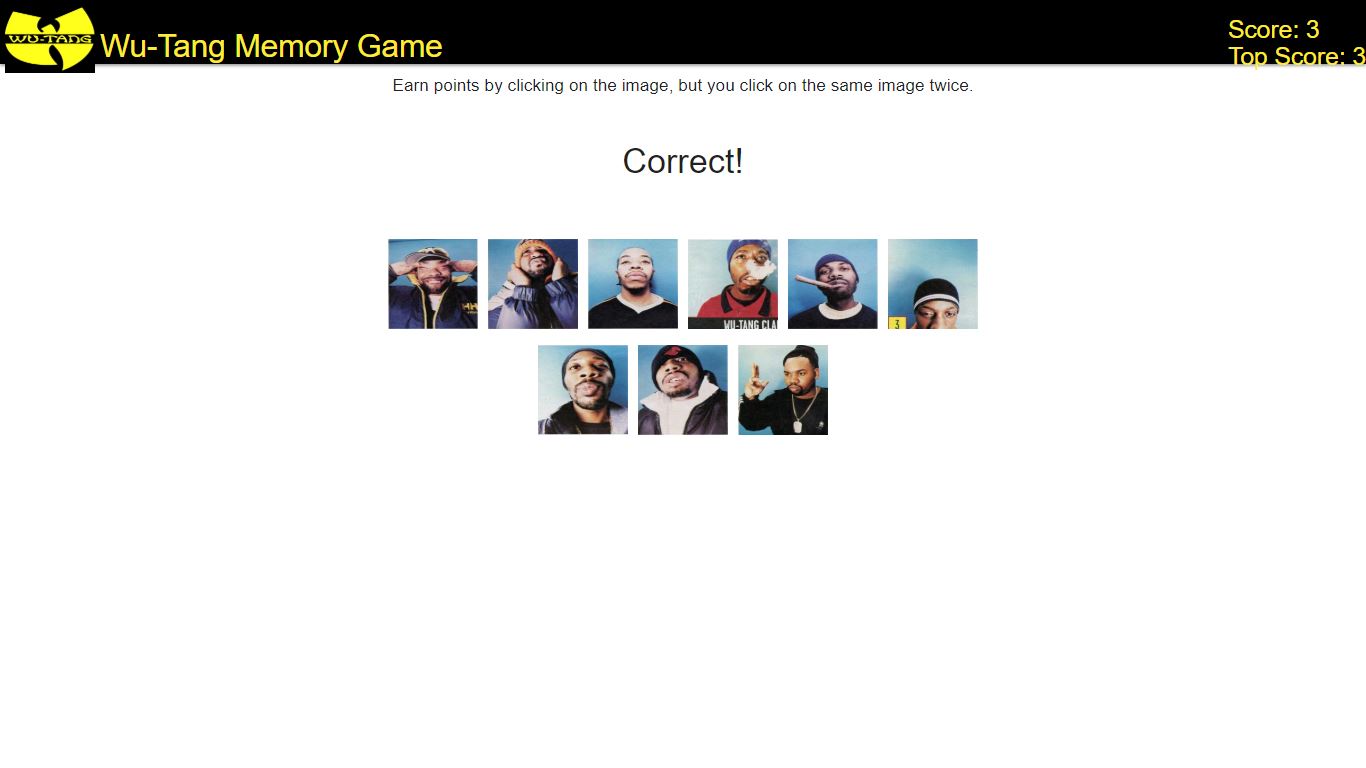 WU-TANG
Wu-Tang Memory Game
Score: 3
Top Score: 3
Earn points by clicking on the image, but you click on the same image twice.
Correct!
WU-TANG CLA
3